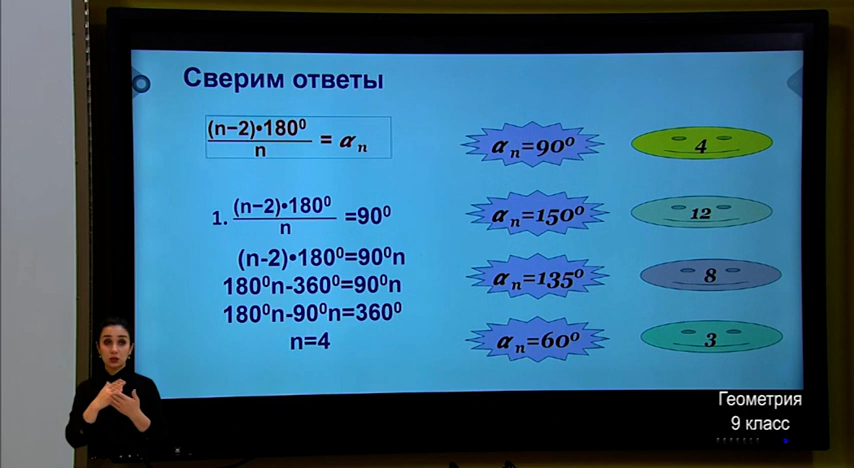 Сверим ответы
(n−2)•180⁰
n
= αₙ
1. (n−2)•180⁰
n
=90⁰
(n-2)•180⁰=90⁰n
180⁰n-360⁰=90⁰n
180⁰n-90⁰n=360⁰
n=4
αₙ=90⁰
4
αₙ=150⁰
12
αₙ=135⁰
8
αₙ=60⁰
3
Геометрия
9 класс